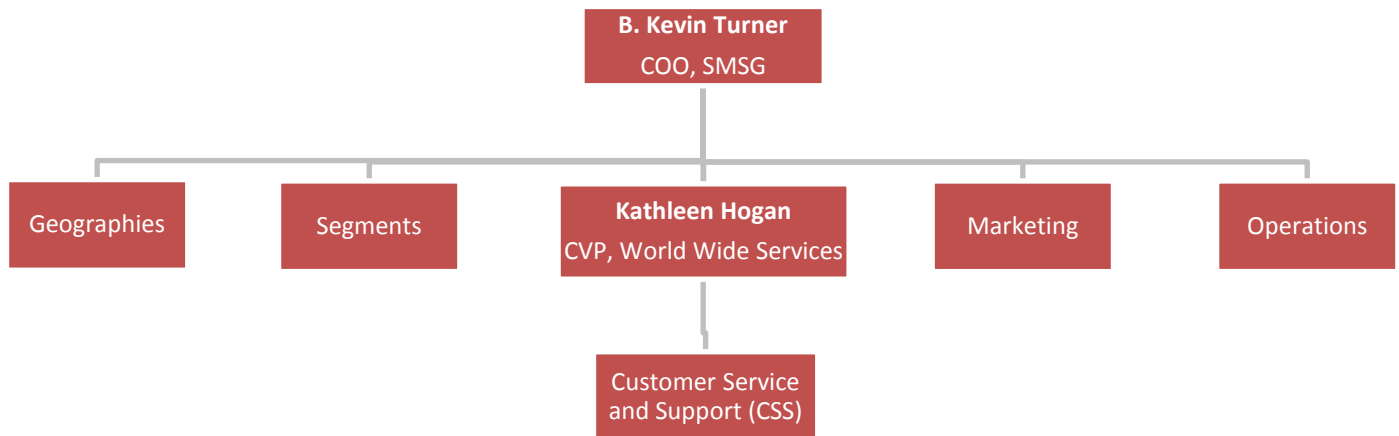 B. Kevin Turner
COO, SMSG
Geographies
Segments
Kathleen Hogan
CVP, World Wide Services
Marketing
Operations
Customer Service
and Support (CSS)